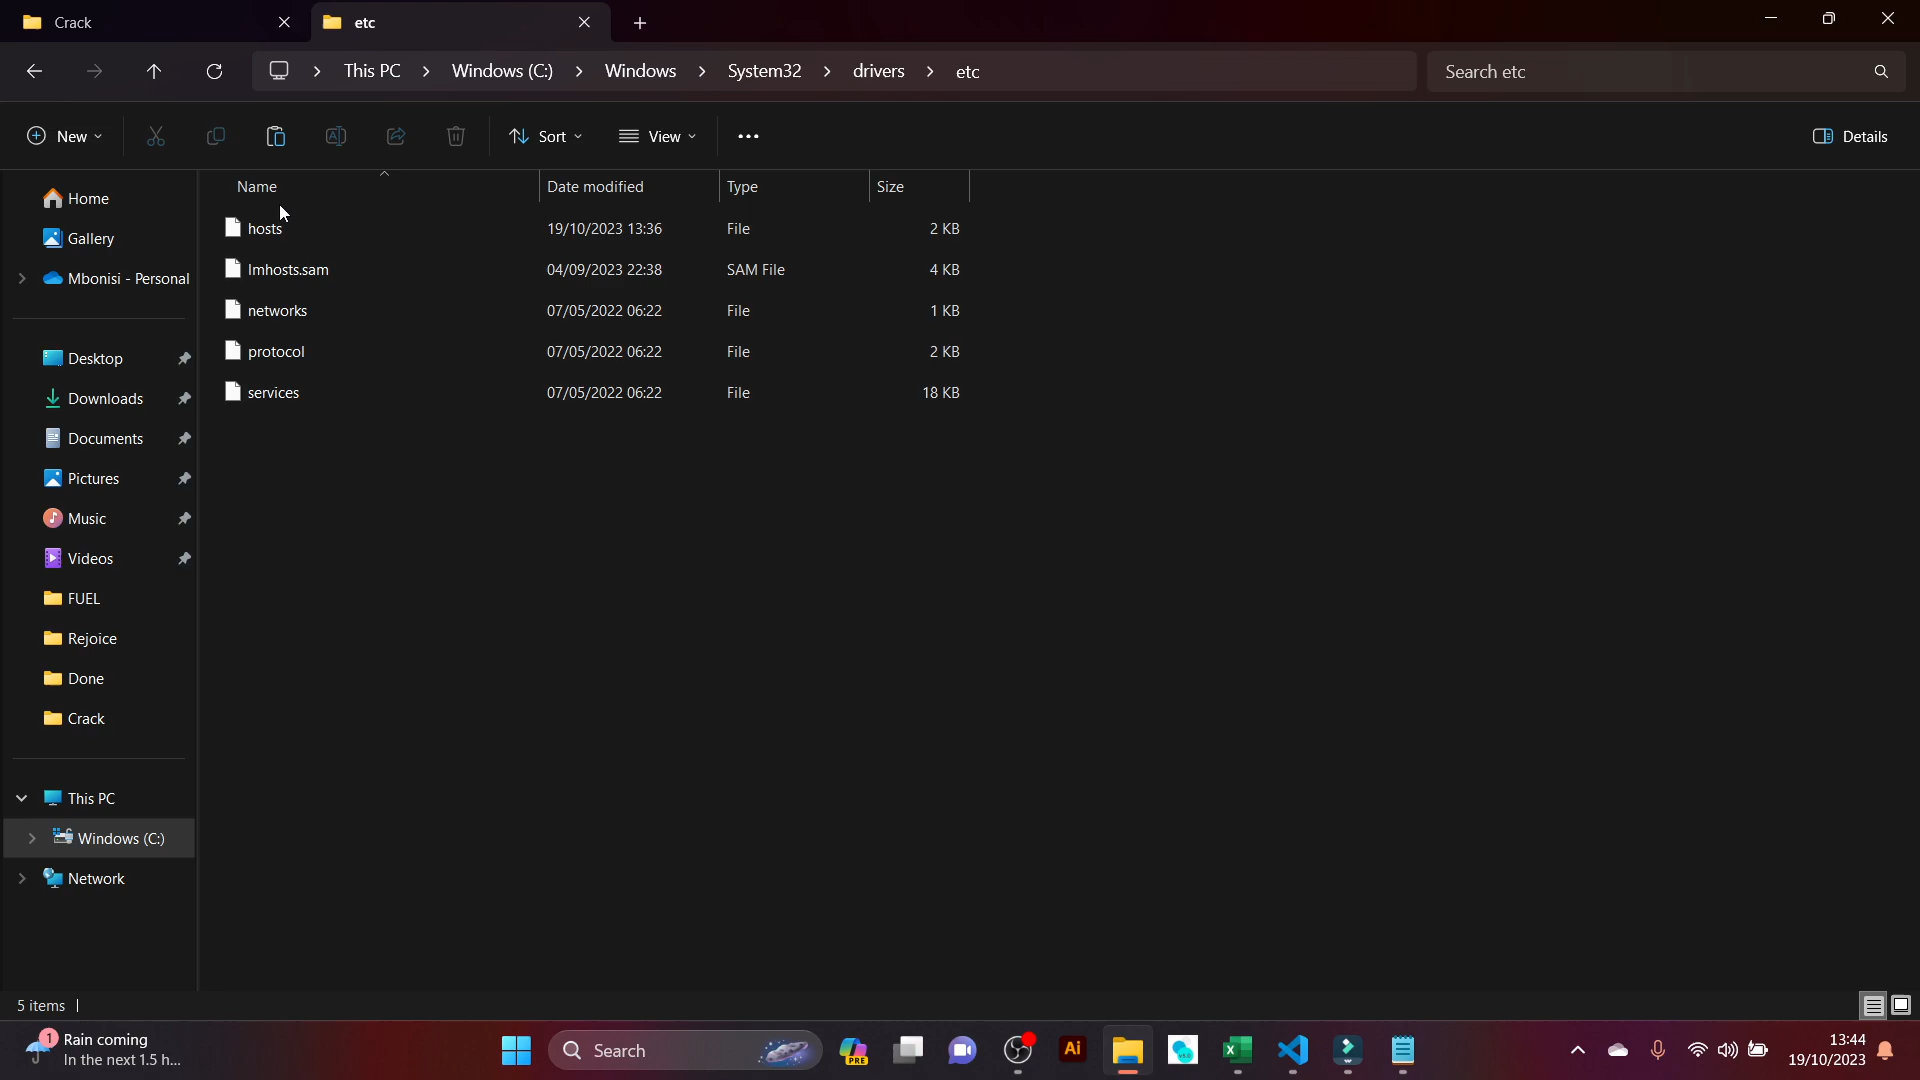 Crack
etc
This PC
Windows (C:)
Windows
System32
drivers
etc
Search etc
New
Sort
View
Details
Home
Gallery
Mbonisi - Personal
Desktop
Downloads
Documents
Pictures
Music
Videos
FUEL
Rejoice
Done
Crack
This PC
Windows (C:)
Network
Name Date modified Type Size
hosts 19/10/2023 13:36 File 2 KB
lmhosts.sam 04/09/2023 22:38 SAM File 4 KB
networks 07/05/2022 06:22 File 1 KB
protocol 07/05/2022 06:22 File 2 KB
services 07/05/2022 06:22 File 18 KB
5 items
1
Rain coming
In the next 1.5 h...
Search
PRE
Ai
13:44
19/10/2023